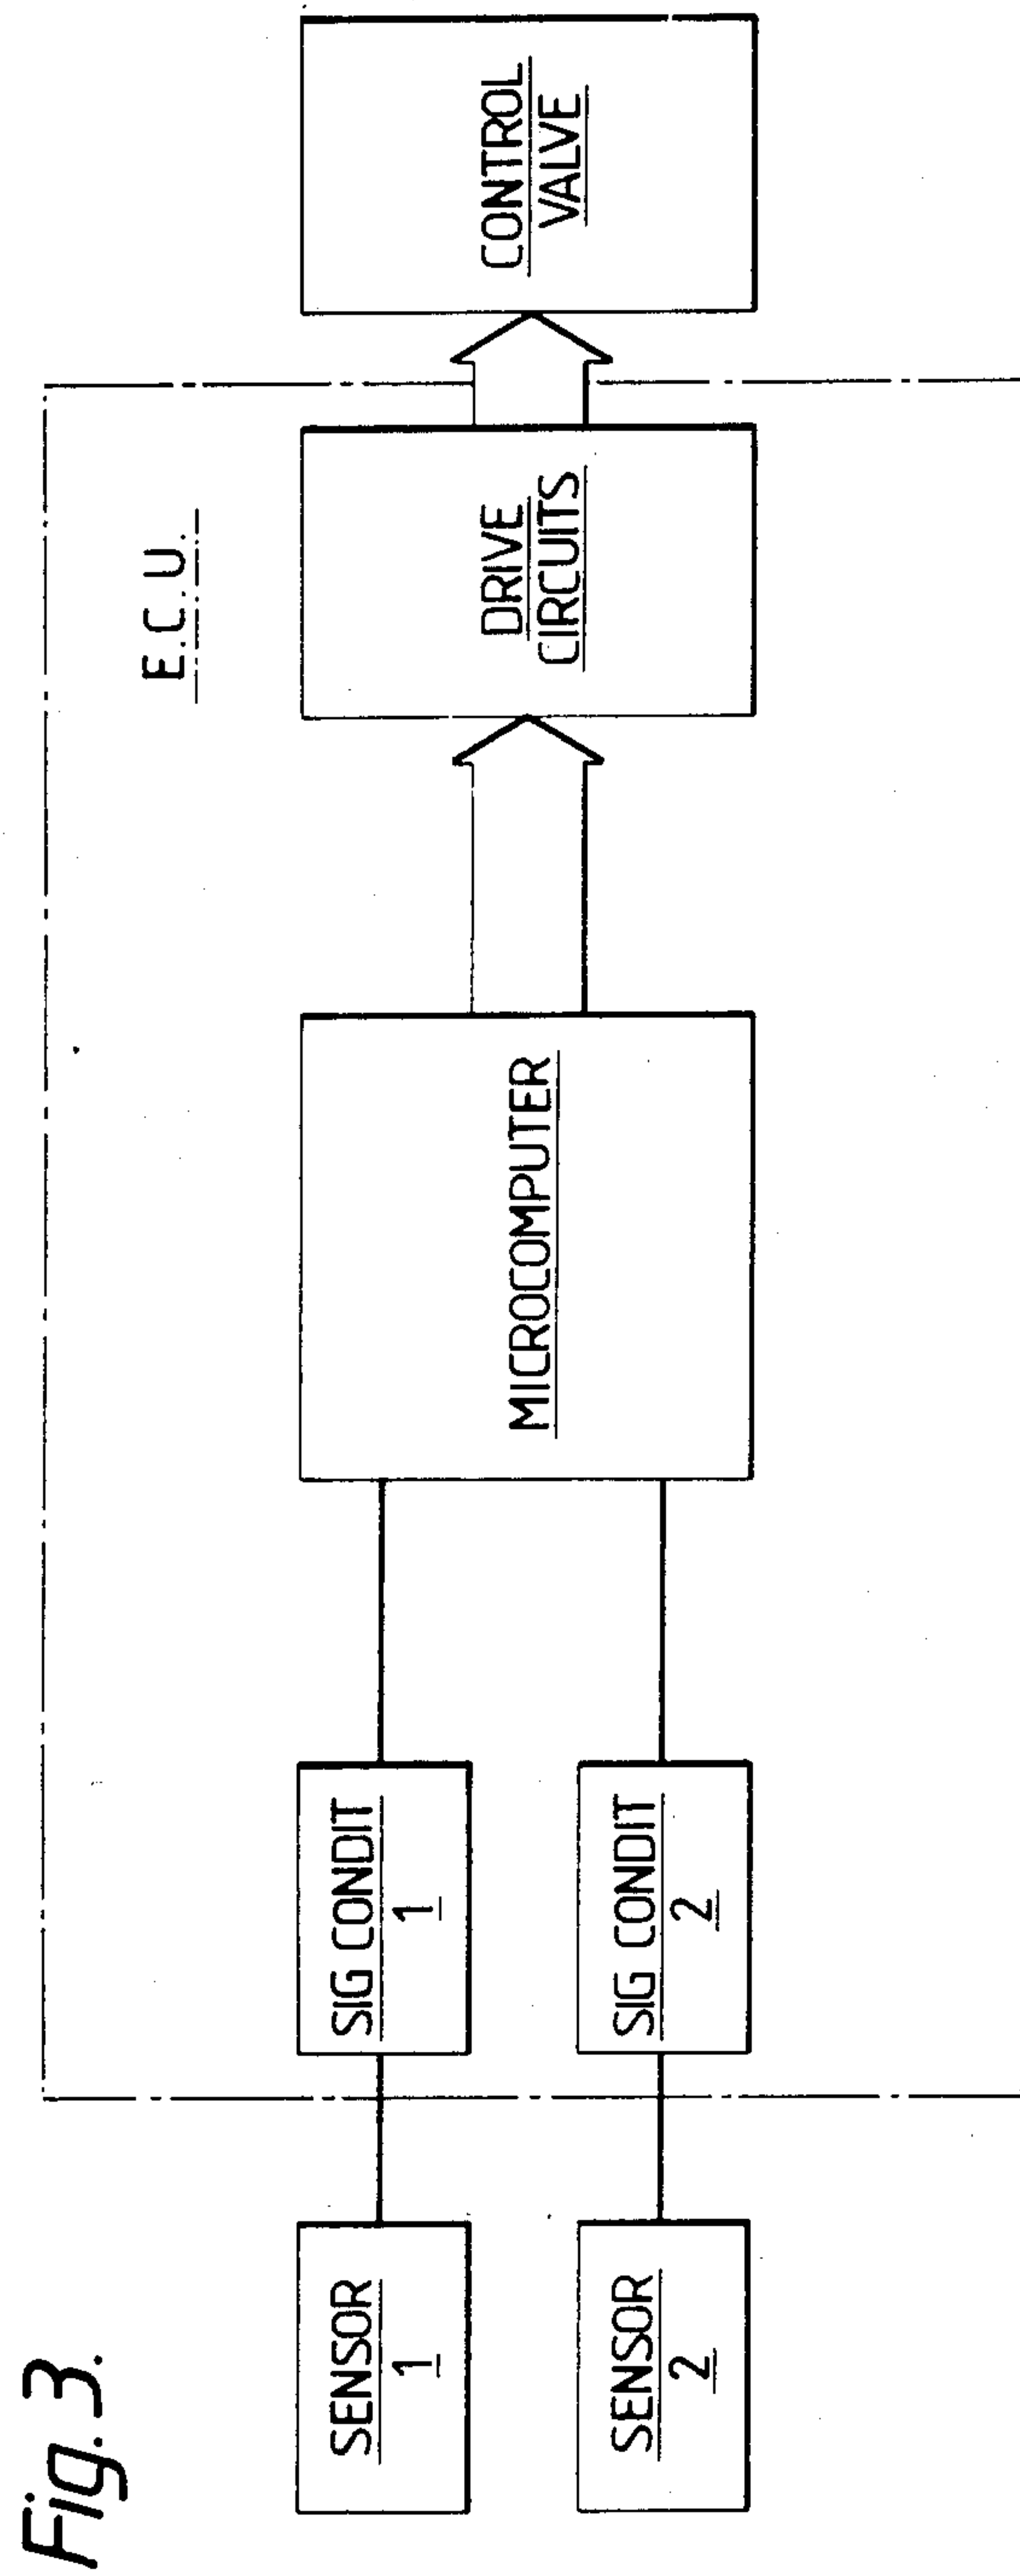 Fig. 3.
E.C.U.
SENSOR
1
SIG CONDIT
1
SENSOR
2
SIG CONDIT
2
MICROCOMPUTER
DRIVE
CIRCUITS
CONTROL
VALVE